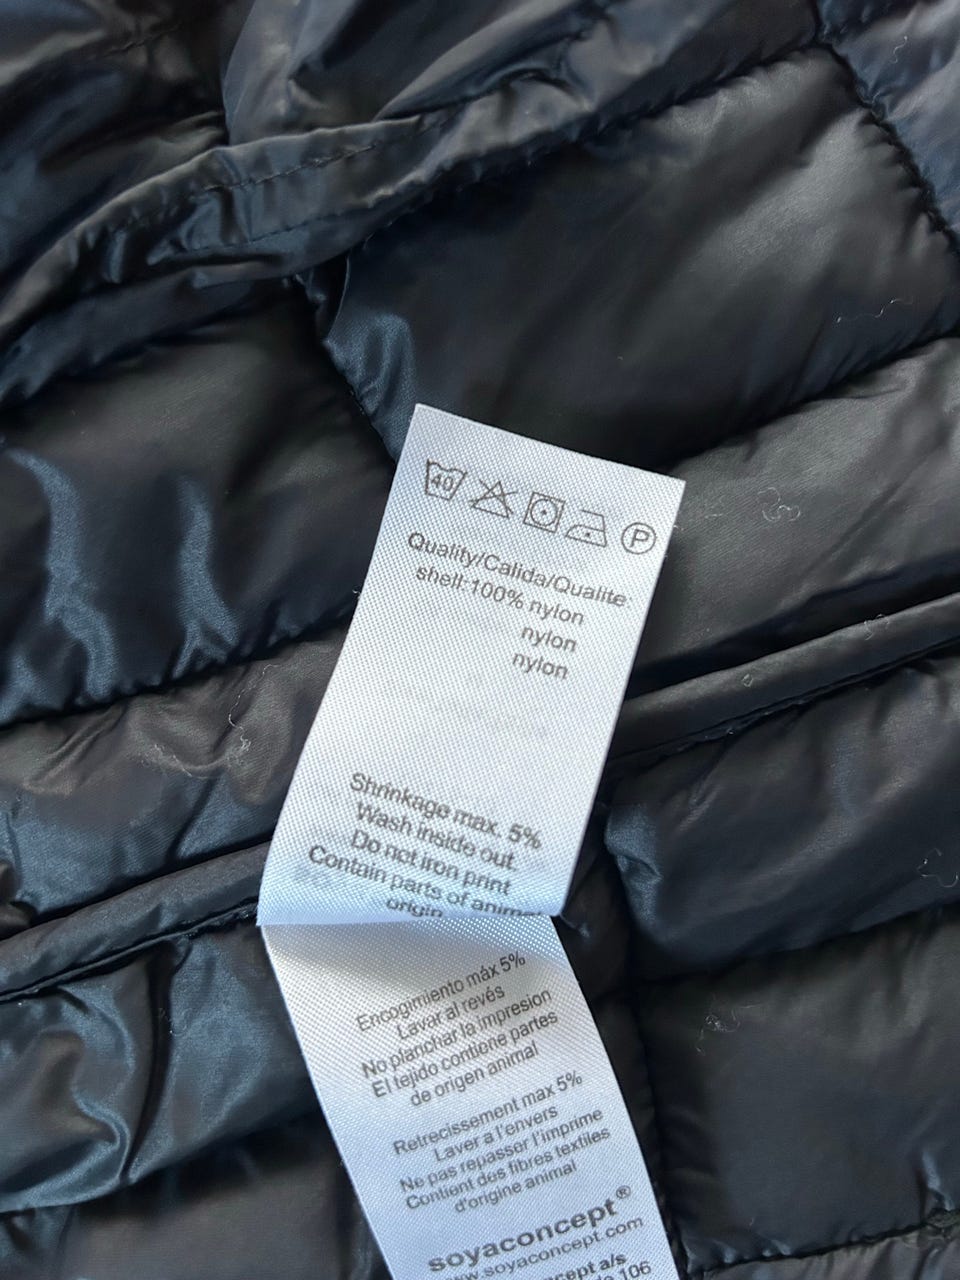 40
P
Quality/Calida/Qualite:
shell:100% nylon
nylon
nylon
Shrinkage max. 5%
Wash inside out.
Do not iron print
Contain parts of animal
origin
Encogimiento máx 5%
Lavar al revés
No planchar la impresion
El tejido contiene partes
de origen animal
Retrecissement max 5%
Laver a l'envers
Ne pas repasser l'imprime
Contient des fibres textiles
d'origine animal
soyaconcept®
www.soyaconcept.com
106